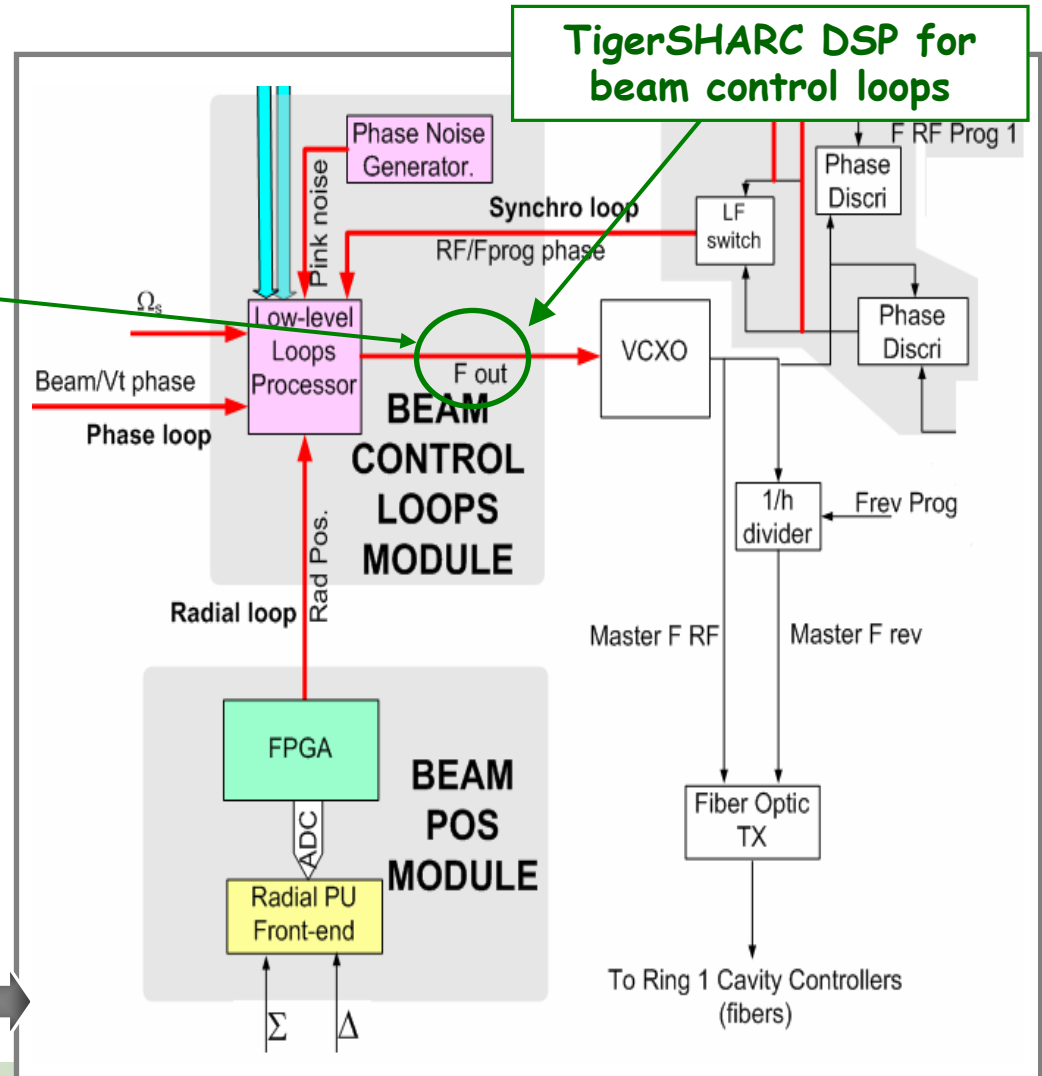 TigerSHARC DSP for
beam control loops
Phase Noise
Generator.
Pink noise
Synchro loop
RF/Fprog phase
LF
switch
F RF Prog 1
Phase
Discri
Phase
Discri
Ωs
Low-level
Loops
Processor
Beam/Vt phase
Phase loop
F out
VCXO
BEAM
CONTROL
LOOPS
MODULE
1/h
divider
Frev Prog
Radial loop
Rad Pos.
Master F RF
Master F rev
FPGA
ADC
BEAM
POS
MODULE
Radial PU
Front-end
Fiber Optic
TX
Σ
Δ
To Ring 1 Cavity Controllers
(fibers)